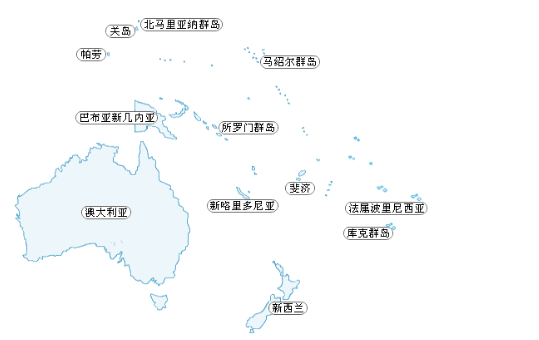 北马里亚纳群岛
关岛
帕劳
马绍尔群岛
巴布亚新几内亚
所罗门群岛
斐济
新喀里多尼亚
澳大利亚
法属波里尼西亚
库克群岛
新西兰